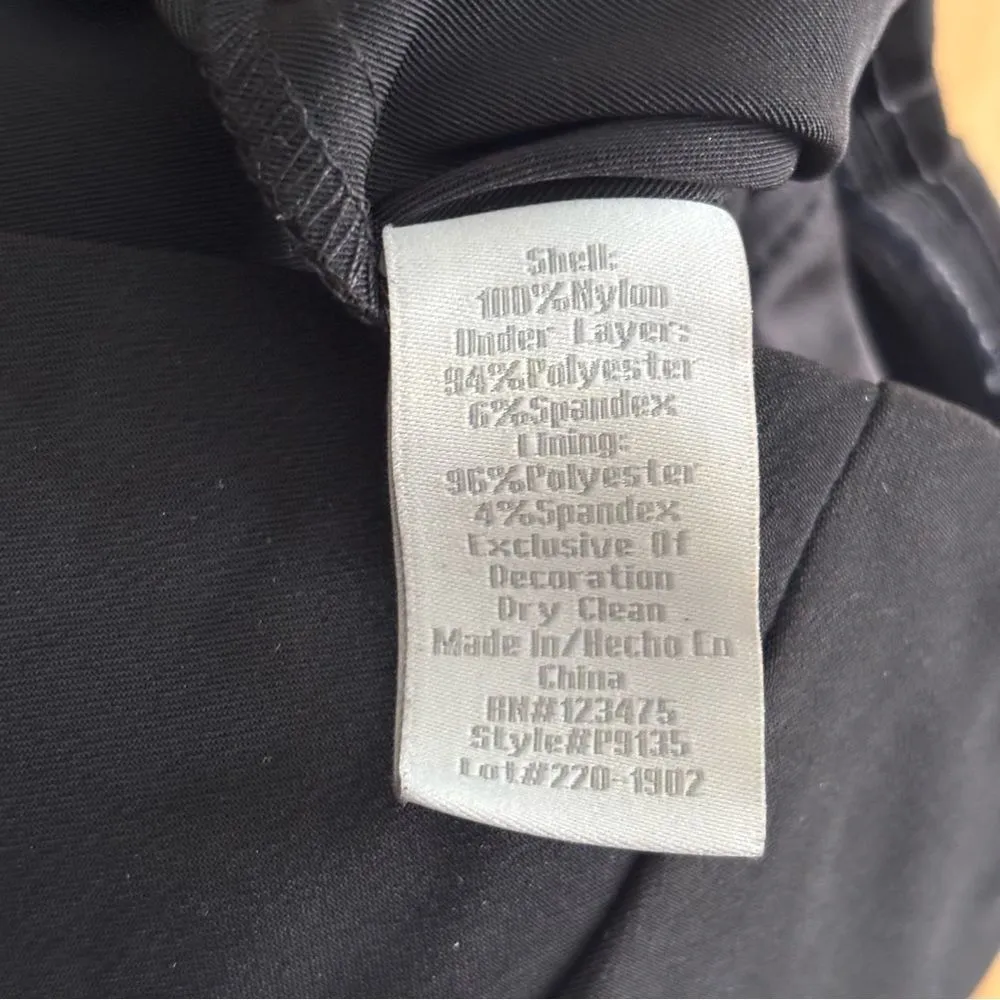 Shell:
100%Nylon
Under Layer:
94%Polyester
6%Spandex
Lining:
96%Polyester
4%Spandex
Exclusive Of
Decoration
Dry Clean
Made In/Hecho En
China
RN#123475
Style#P9135
Lot#220-1902